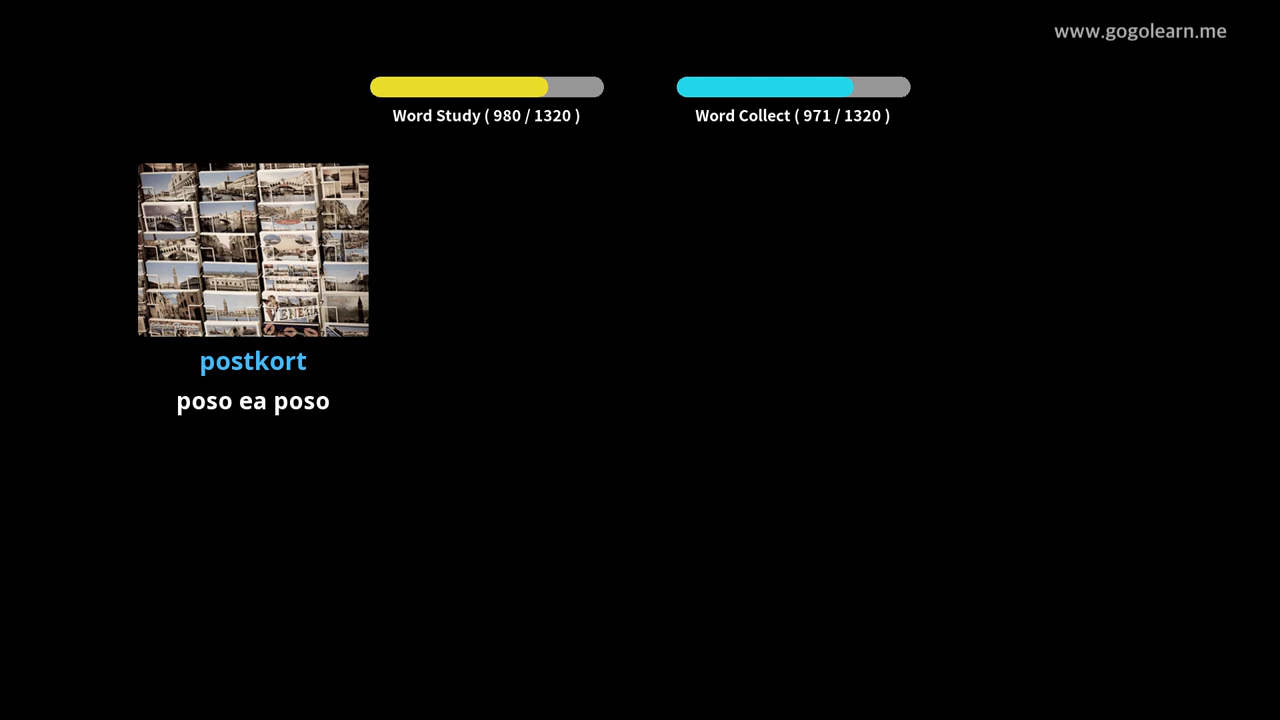 www.gogolearn.me
Word Study ( 980 / 1320 )
Word Collect ( 971 / 1320 )
postkort
poso ea poso